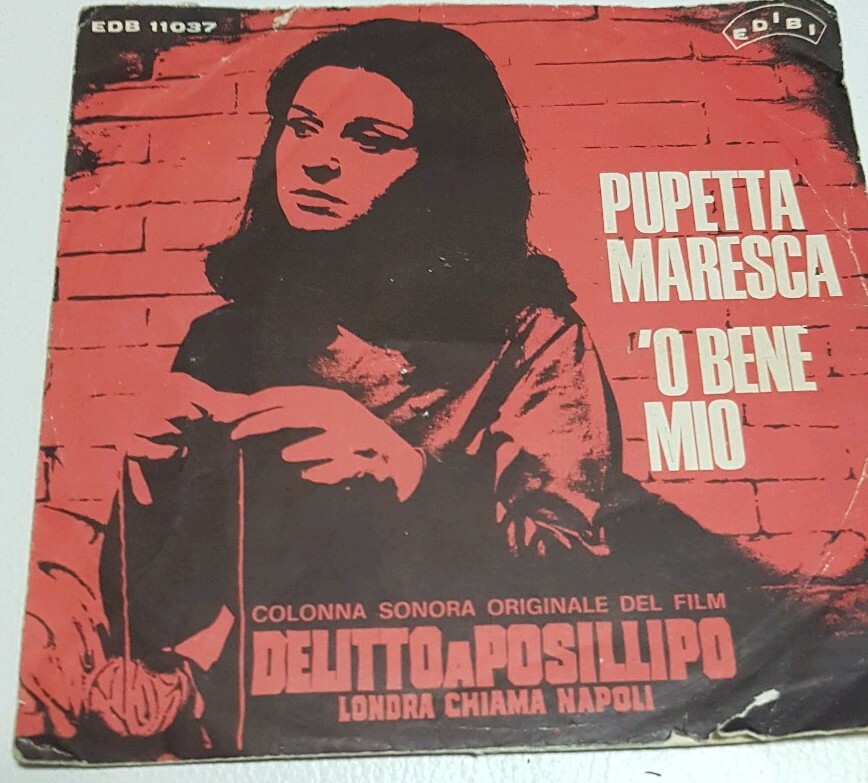 EDB 11037
EDIBI
PUPETTA
MARESCA
'O BENE
MIO
COLONNA SONORA ORIGINALE DEL FILM
DELITTO A POSILLIPO
LONDRA CHIAMA NAPOLI